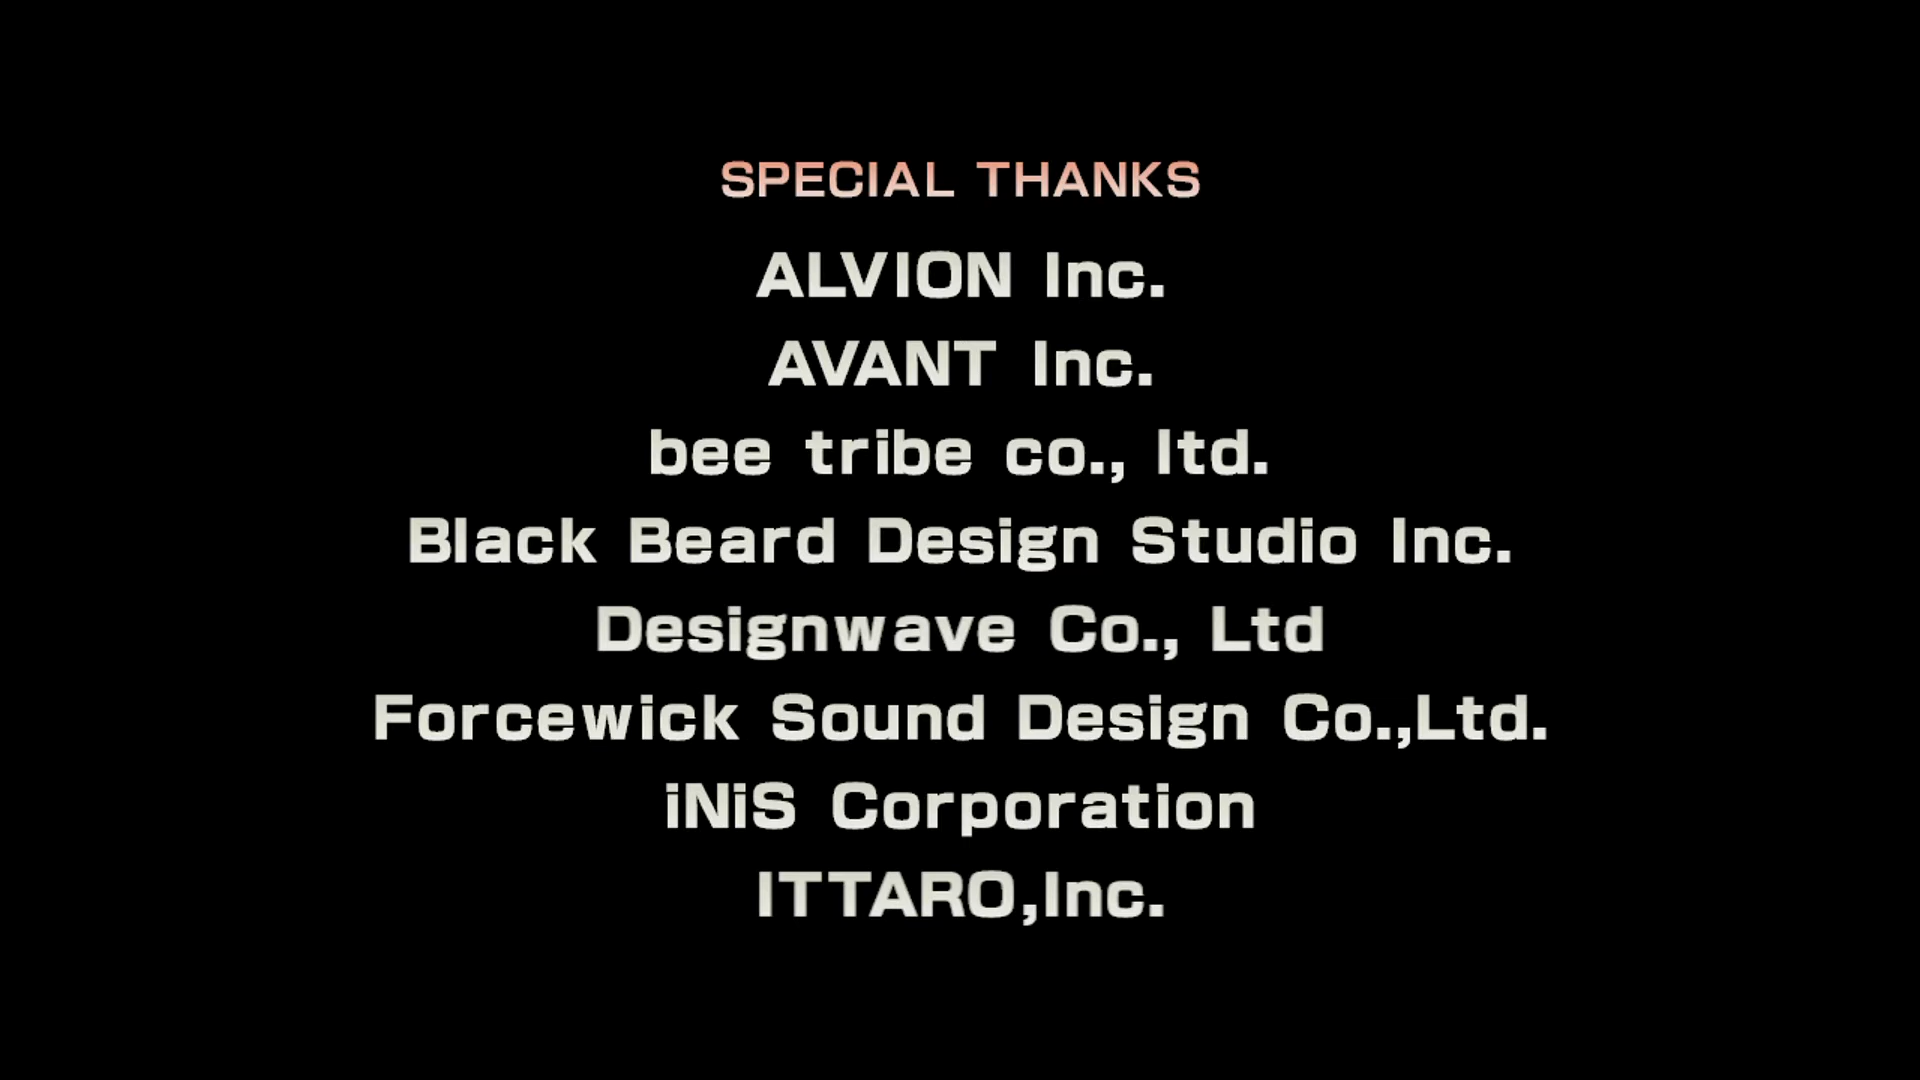 SPECIAL THANKS
ALVION Inc.
AVANT Inc.
bee tribe co., ltd.
Black Beard Design Studio Inc.
Designwave Co., Ltd
Forcewick Sound Design Co.,Ltd.
iNiS Corporation
ITTARO,Inc.